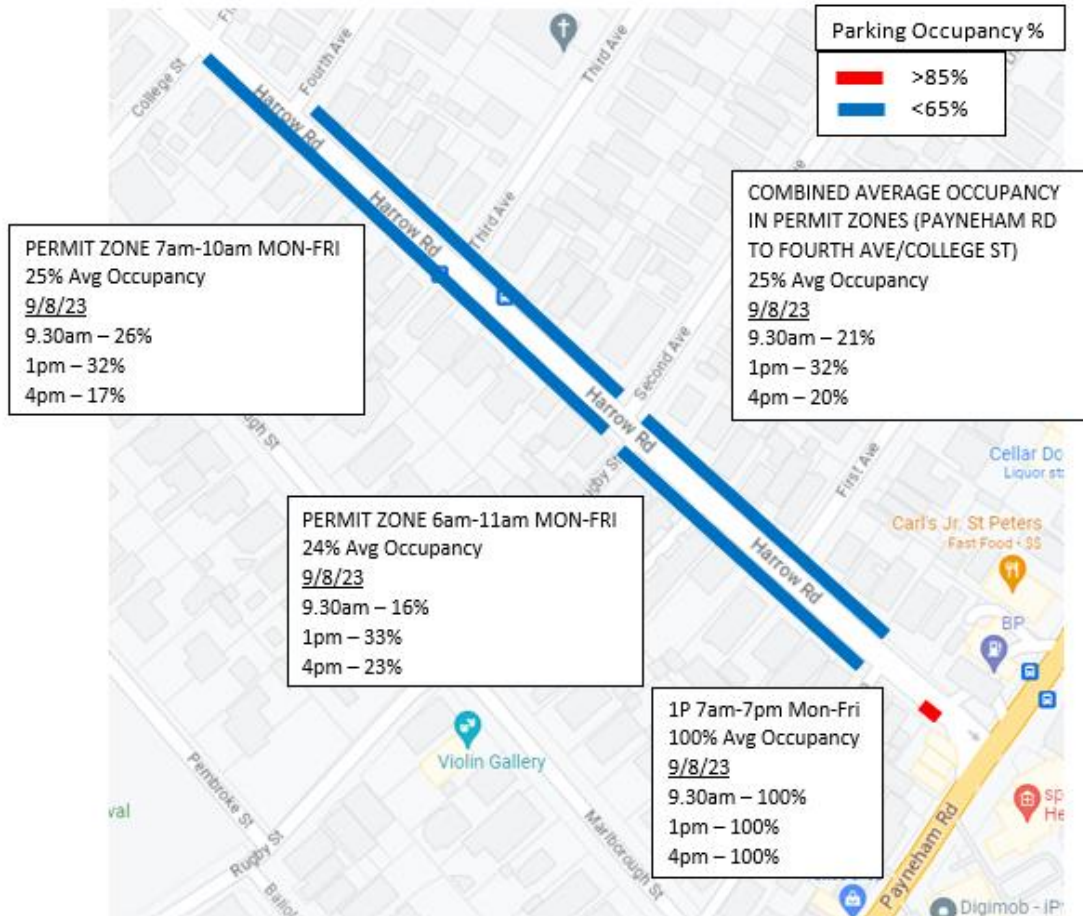 Parking Occupancy %
>85%
<65%
College St
Fourth Ave
Third Ave
Harrow Rd
COMBINED AVERAGE OCCUPANCY
IN PERMIT ZONES (PAYNEHAM RD
TO FOURTH AVE/COLLEGE ST)
25% Avg Occupancy
9/8/23
9.30am – 21%
1pm – 32%
4pm – 20%
PERMIT ZONE 7am-10am MON-FRI
25% Avg Occupancy
9/8/23
9.30am – 26%
1pm – 32%
4pm – 17%
Harrow Rd
Third Ave
Second Ave
Harrow Rd
First Ave
Harrow Rd
Cellar Do
Liquor st
Carl's Jr. St Peters
Fast Food • $$
BP
PERMIT ZONE 6am-11am MON-FRI
24% Avg Occupancy
9/8/23
9.30am – 16%
1pm – 33%
4pm – 23%
1P 7am-7pm Mon-Fri
100% Avg Occupancy
9/8/23
9.30am – 100%
1pm – 100%
4pm – 100%
Violin Gallery
Pembroke St
Rugby St
Marlborough St
Payneham Rd
sp
He
val
Digimob - iP